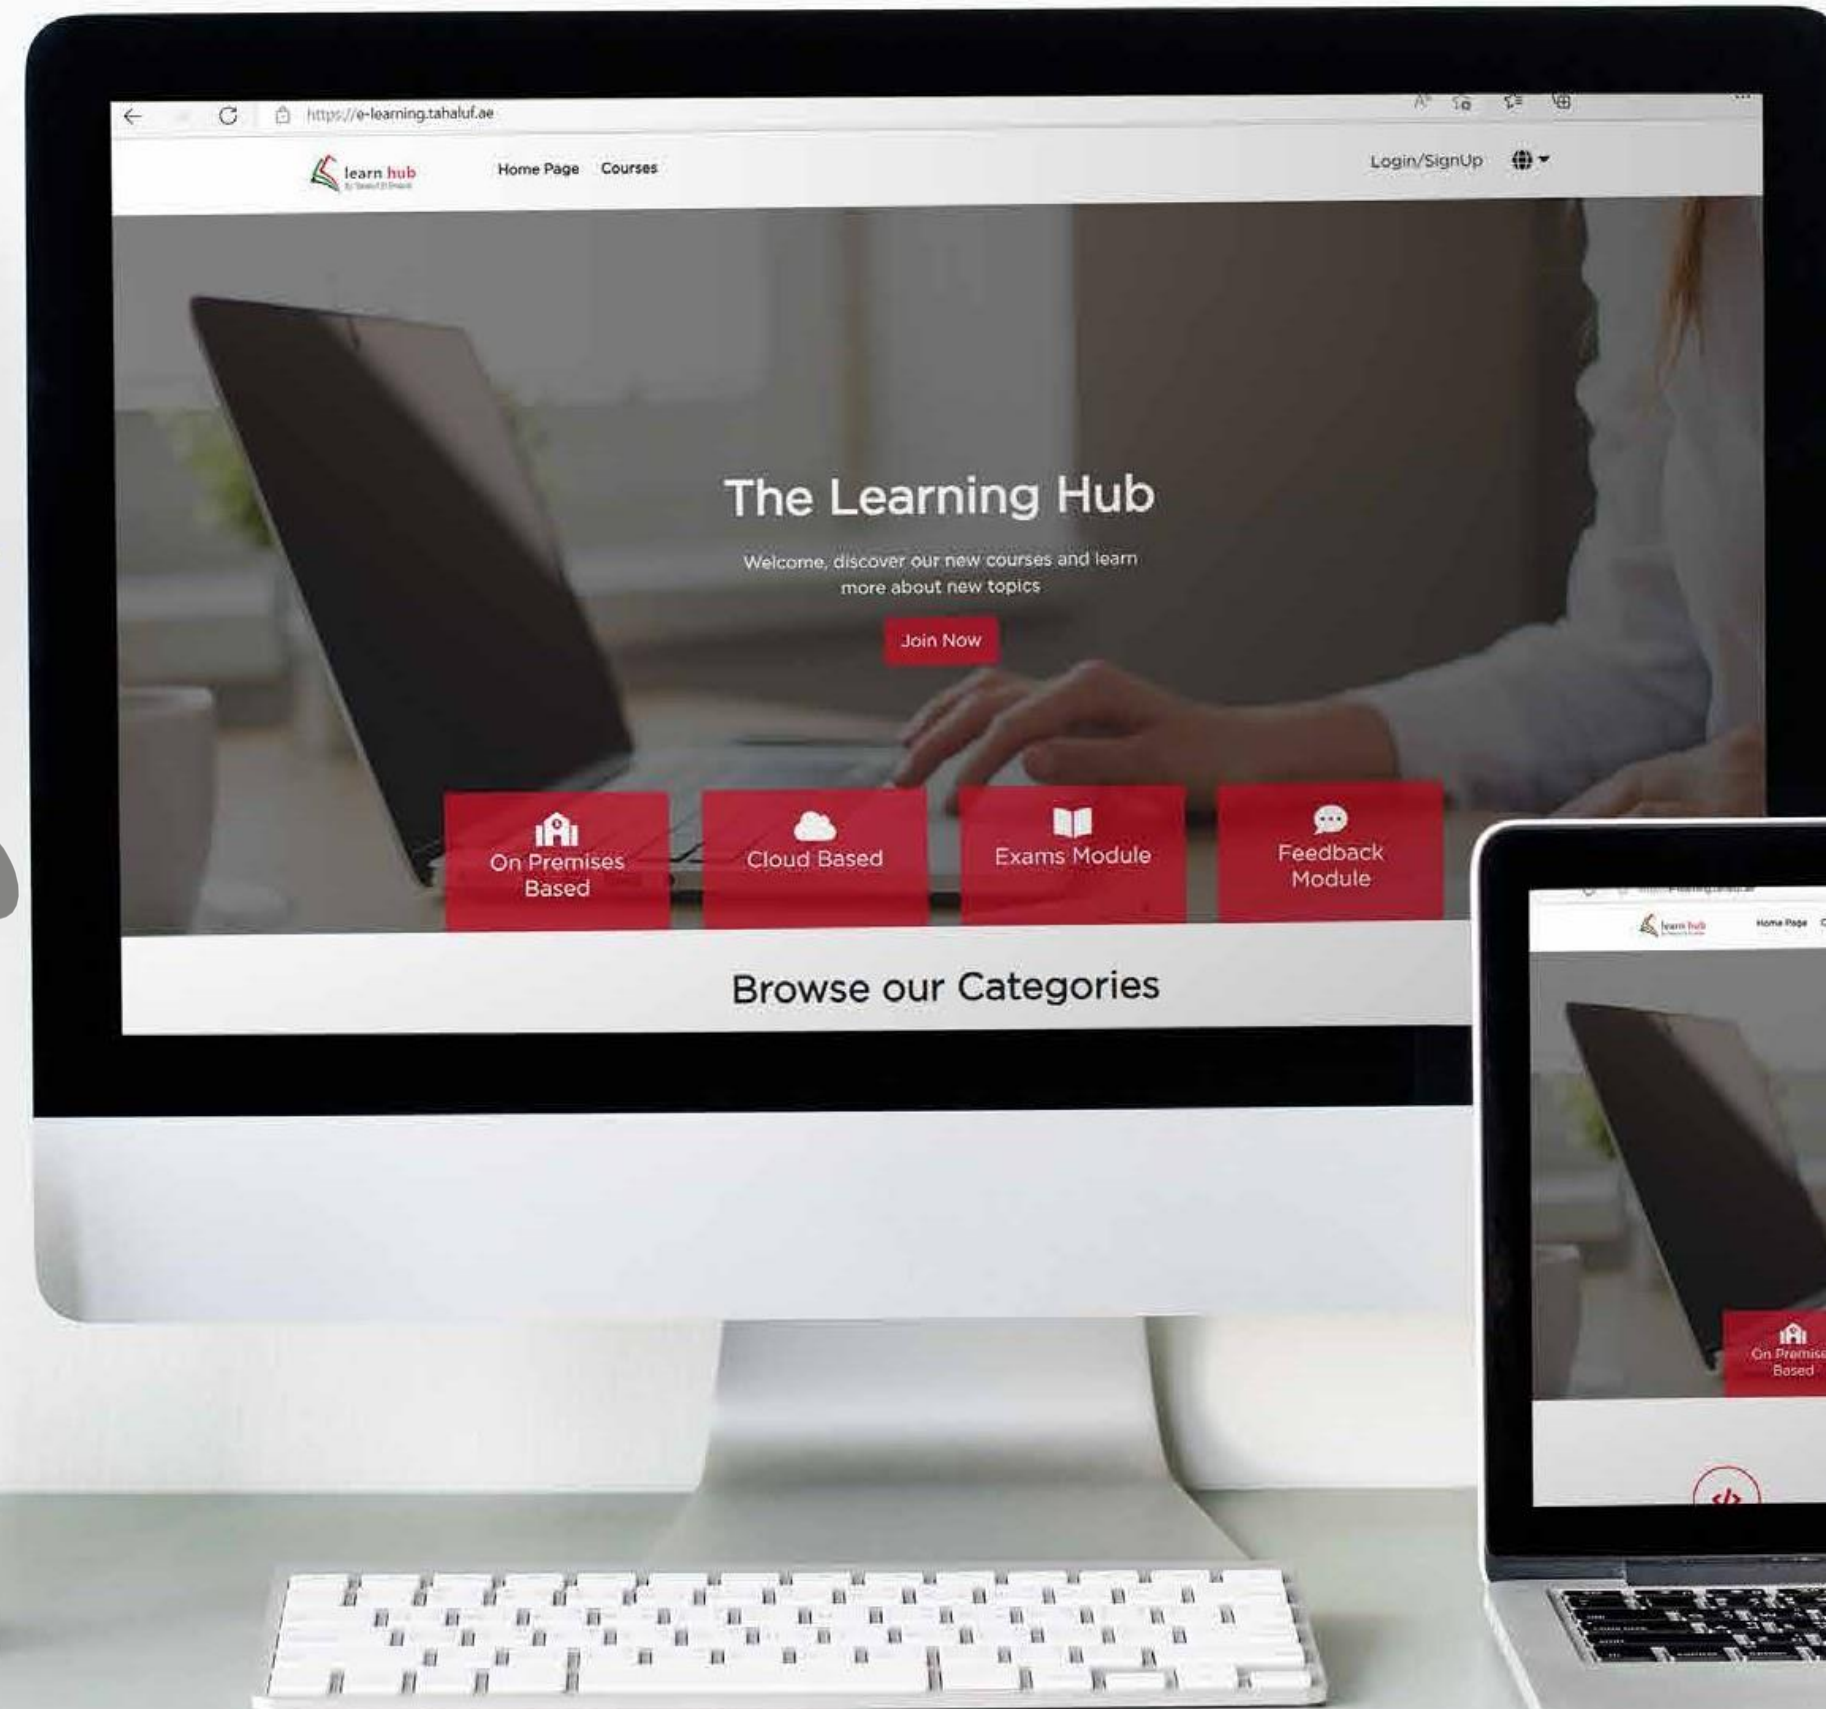 https://e-learning.tahaluf.ae
learn hub
Home Page Courses
Login/SignUp
The Learning Hub
Welcome, discover our new courses and learn
more about new topics
Join Now
On Premises
Based
Cloud Based
Exams Module
Feedback
Module
Browse our Categories
learn hub
Home Page
On Premise
Based